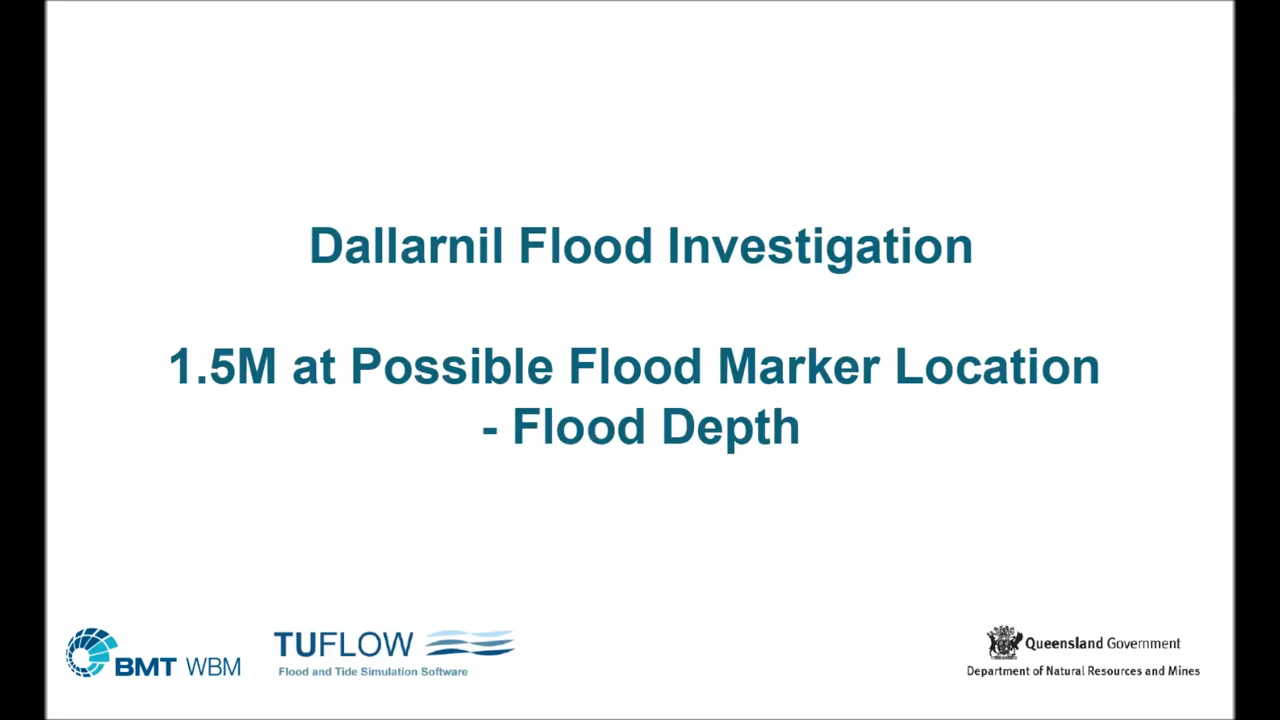 Dallarnil Flood Investigation
1.5M at Possible Flood Marker Location
- Flood Depth
BMT WBM
TUFLOW
Flood and Tide Simulation Software
Queensland Government
Department of Natural Resources and Mines